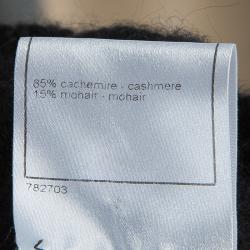 85% cachemire - cashmere
15% mohair - mohair
782703